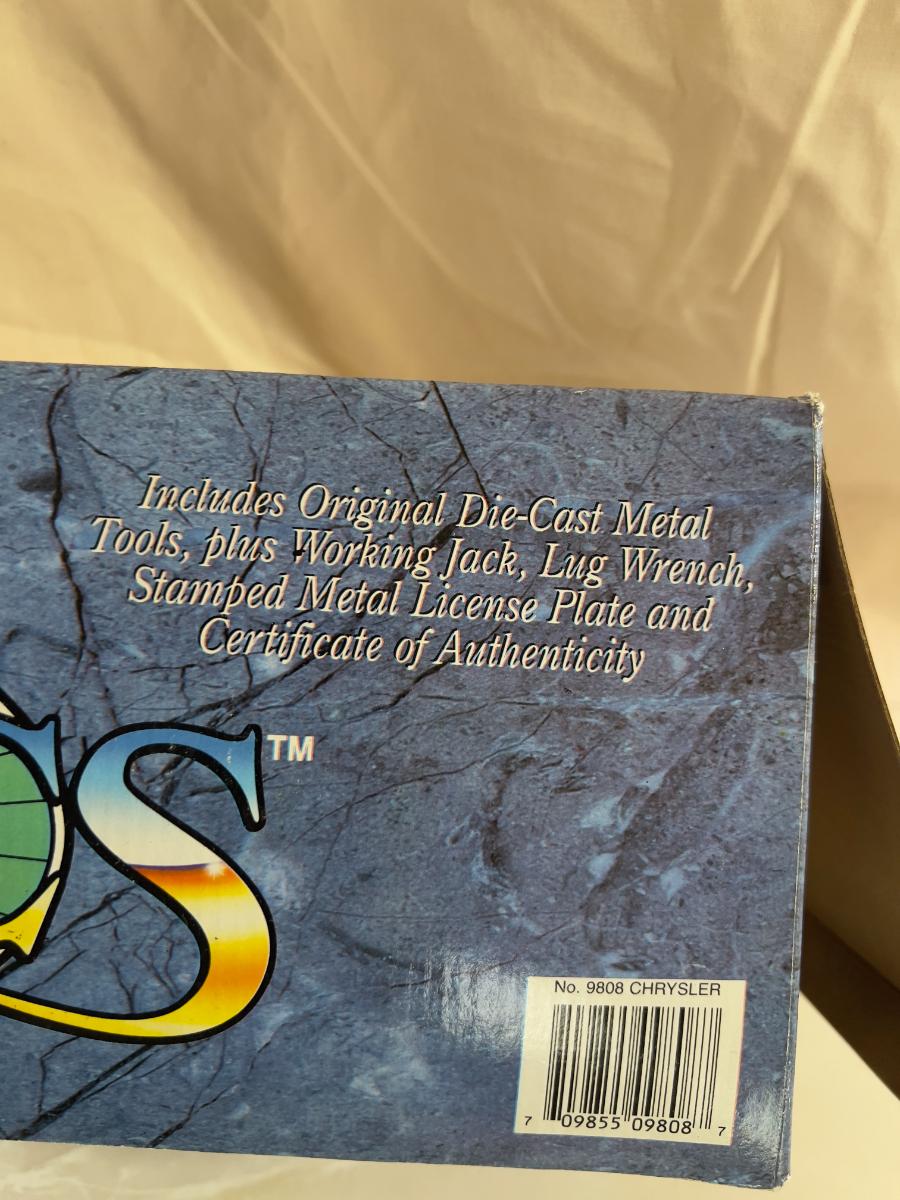 Includes Original Die-Cast Metal
Tools, plus Working Jack, Lug Wrench,
Stamped Metal License Plate and
Certificate of Authenticity
S™
No. 9808 CHRYSLER
7 09855 09808 7